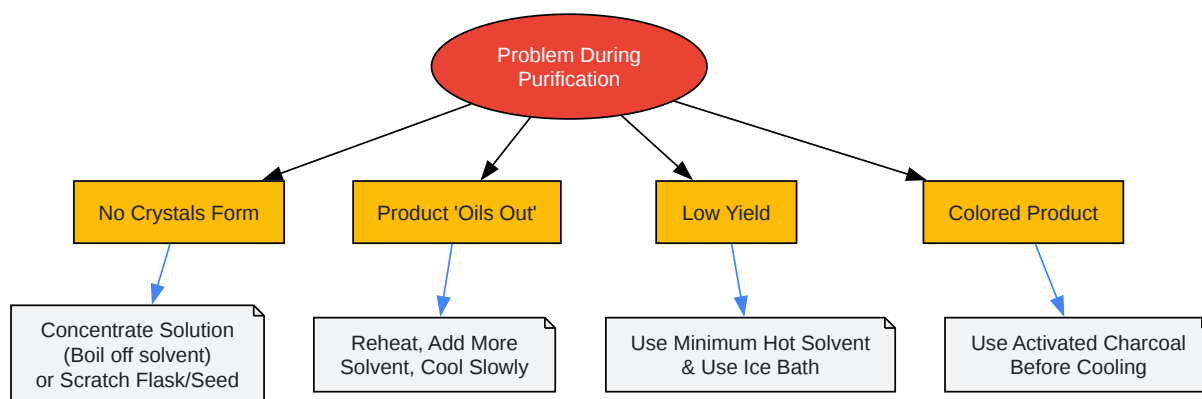 Problem During
Purification
No Crystals Form
Product 'Oils Out'
Low Yield
Colored Product
Concentrate Solution
(Boil off solvent)
or Scratch Flask/Seed
Reheat, Add More
Solvent, Cool Slowly
Use Minimum Hot Solvent
& Use Ice Bath
Use Activated Charcoal
Before Cooling